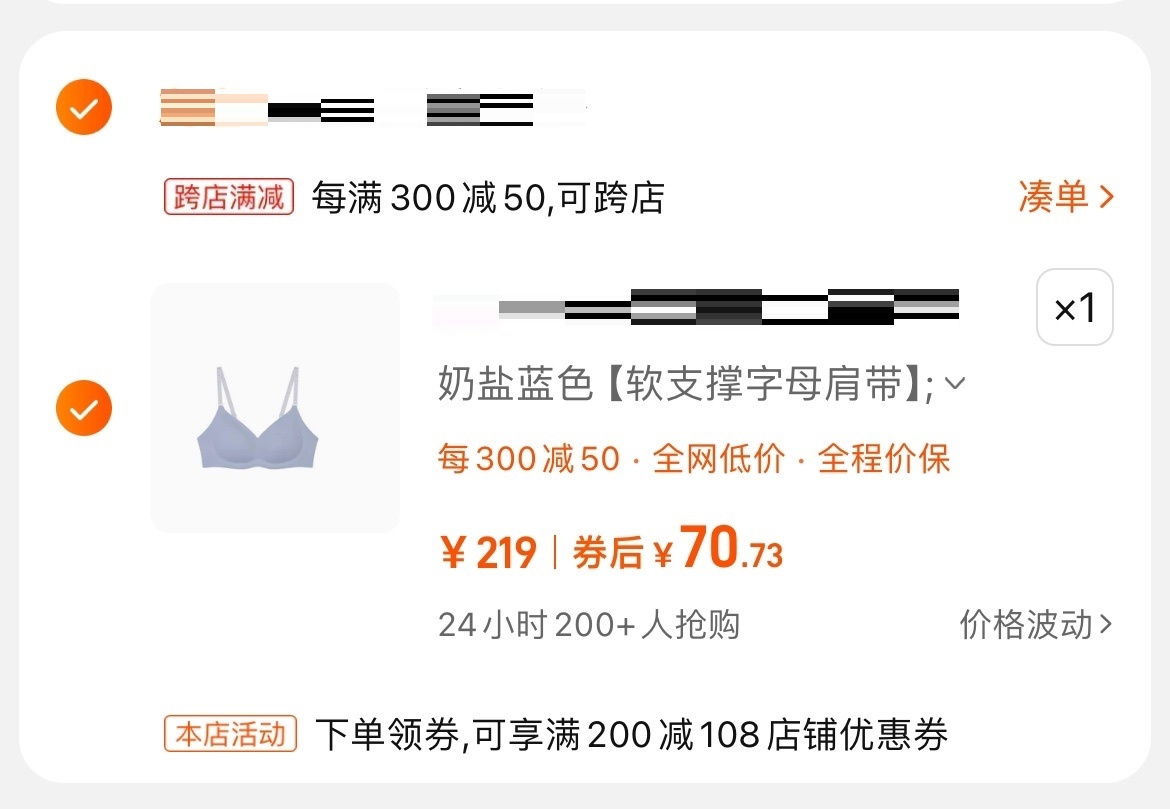 跨店满减 每满300减50,可跨店 凑单
×1
奶盐蓝色【软支撑字母肩带】;
每300减50 · 全网低价 · 全程价保
¥219 | 券后¥70.73
24小时200+人抢购 价格波动
本店活动 下单领券,可享满200减108店铺优惠券